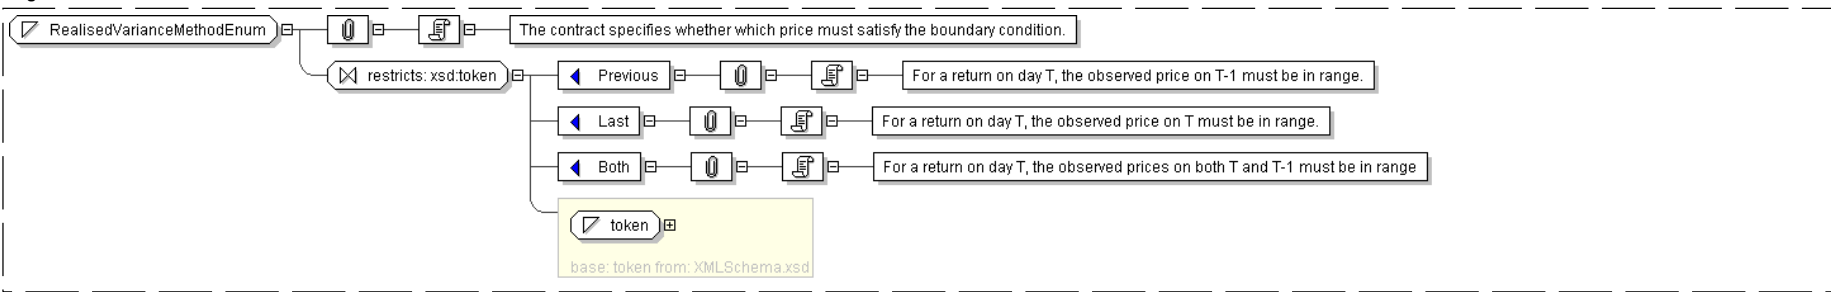 RealisedVarianceMethodEnum The contract specifies whether which price must satisfy the boundary condition.
restricts: xsd:token Previous For a return on day T, the observed price on T-1 must be in range.
Last For a return on day T, the observed price on T must be in range.
Both For a return on day T, the observed prices on both T and T-1 must be in range
token
base: token from: XMLSchema.xsd